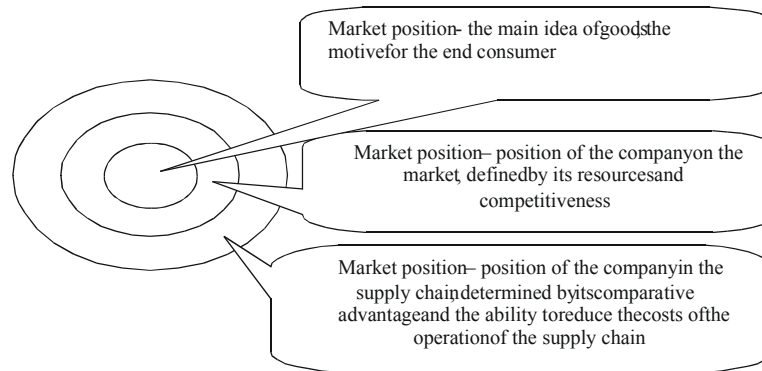 Market position- the main idea ofgoods,the
motivefor the end consumer
Market position– position of the companyon the
market, definedby its resourcesand
competitiveness
Market position– position of the companyin the
supply chain,determined byitscomparative
advantageand the ability toreduce thecosts ofthe
operationof the supply chain